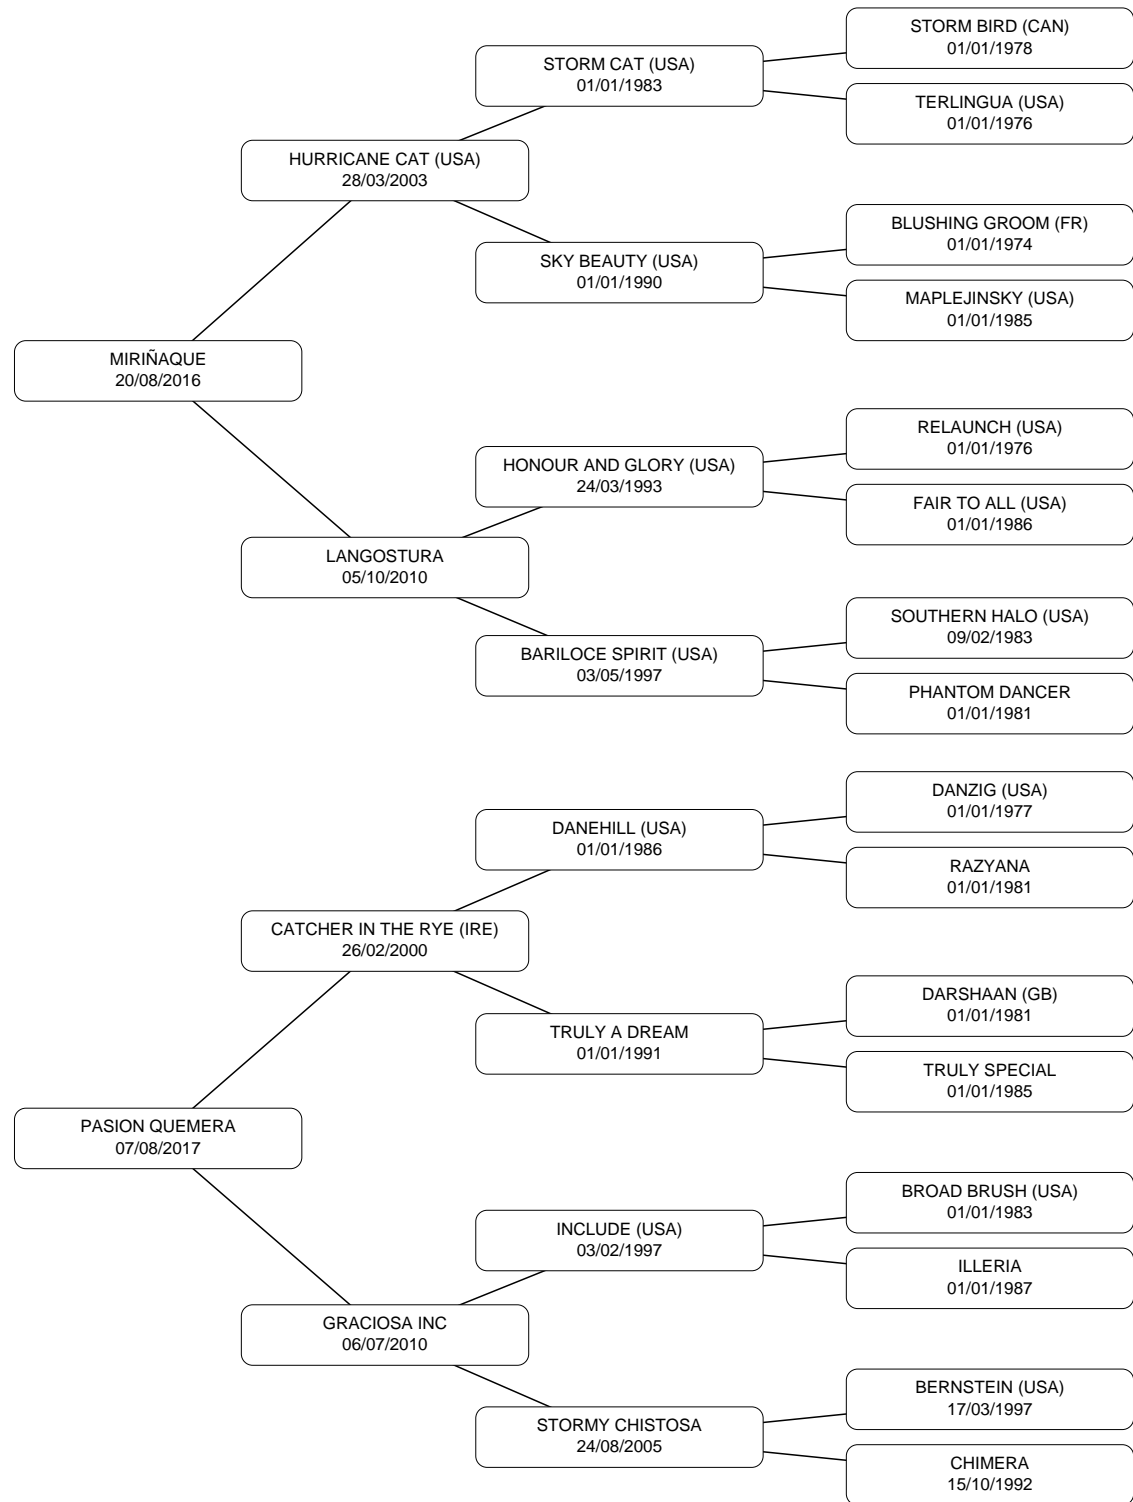 STORM BIRD (CAN)
01/01/1978
STORM CAT (USA)
01/01/1983
TERLINGUA (USA)
01/01/1976
HURRICANE CAT (USA)
28/03/2003
BLUSHING GROOM (FR)
01/01/1974
SKY BEAUTY (USA)
01/01/1990
MAPLEJINSKY (USA)
01/01/1985
MIRIÑAQUE
20/08/2016
RELAUNCH (USA)
01/01/1976
HONOUR AND GLORY (USA)
24/03/1993
FAIR TO ALL (USA)
01/01/1986
LANGOSTURA
05/10/2010
SOUTHERN HALO (USA)
09/02/1983
BARILOCE SPIRIT (USA)
03/05/1997
PHANTOM DANCER
01/01/1981
DANZIG (USA)
01/01/1977
DANEHILL (USA)
01/01/1986
RAZYANA
01/01/1981
CATCHER IN THE RYE (IRE)
26/02/2000
DARSHAAN (GB)
01/01/1981
TRULY A DREAM
01/01/1991
TRULY SPECIAL
01/01/1985
PASION QUEMERA
07/08/2017
BROAD BRUSH (USA)
01/01/1983
INCLUDE (USA)
03/02/1997
ILLERIA
01/01/1987
GRACIOSA INC
06/07/2010
BERNSTEIN (USA)
17/03/1997
STORMY CHISTOSA
24/08/2005
CHIMERA
15/10/1992